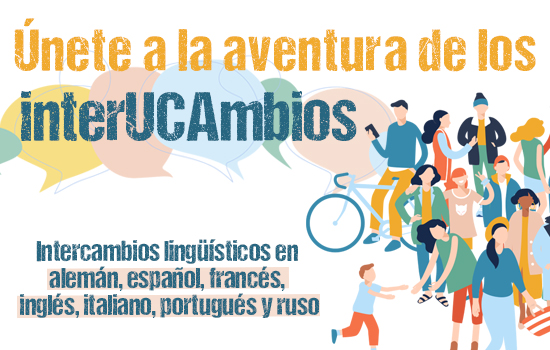 Únete a la aventura de los
interUCAmbios
Intercambios lingüísticos en
alemán, español, francés,
inglés, italiano, portugués y ruso